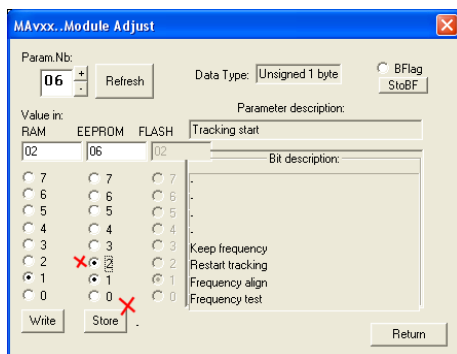 MAvxx..Module Adjust
Param.Nb:
06 + - Refresh
Data Type: Unsigned 1 byte
BFlag
StoBF
Value in:
RAM EEPROM FLASH
02 06 02
Parameter description:
Tracking start
Bit description:
7 7 7 .
6 6 6 .
5 5 5 .
4 4 4 .
3 3 3 Keep frequency
2 2 2 Restart tracking
1 1 1 Frequency align
0 0 0 Frequency test
Write Store .
Return